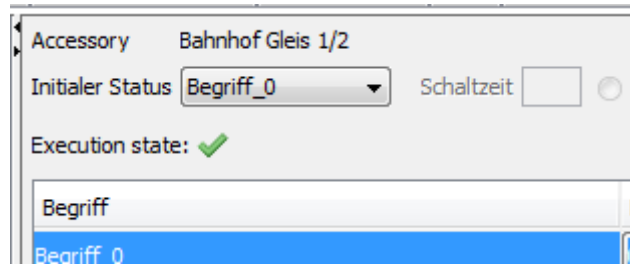 Accessory Bahnhof Gleis 1/2
Initialer Status Begriff_0 Schaltzeit
Execution state:
Begriff
Begriff_0